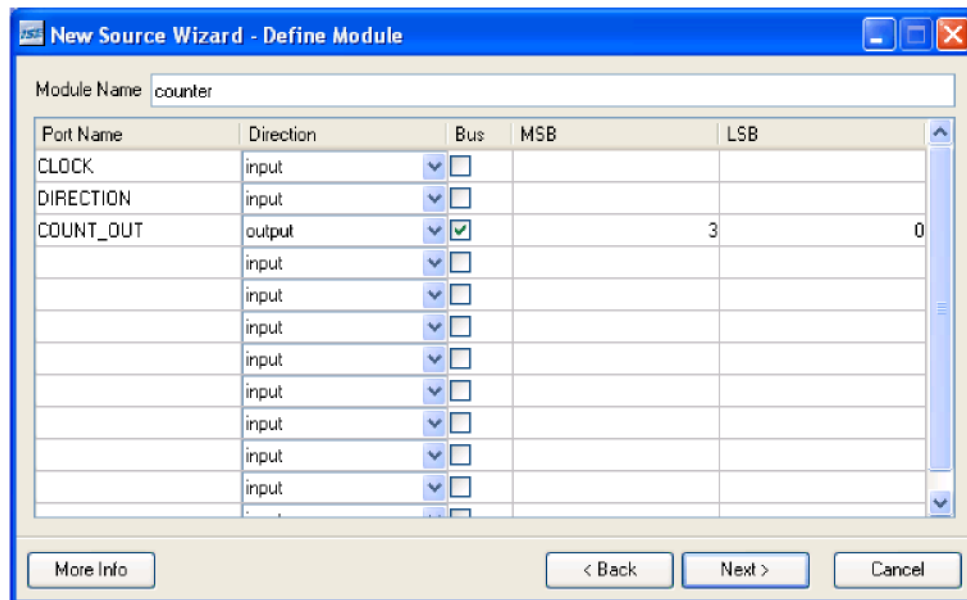 ISE New Source Wizard - Define Module
Module Name counter
Port Name Direction Bus MSB LSB
CLOCK input
DIRECTION input
COUNT_OUT output 3 0
input
input
input
input
input
input
input
input
More Info < Back Next > Cancel